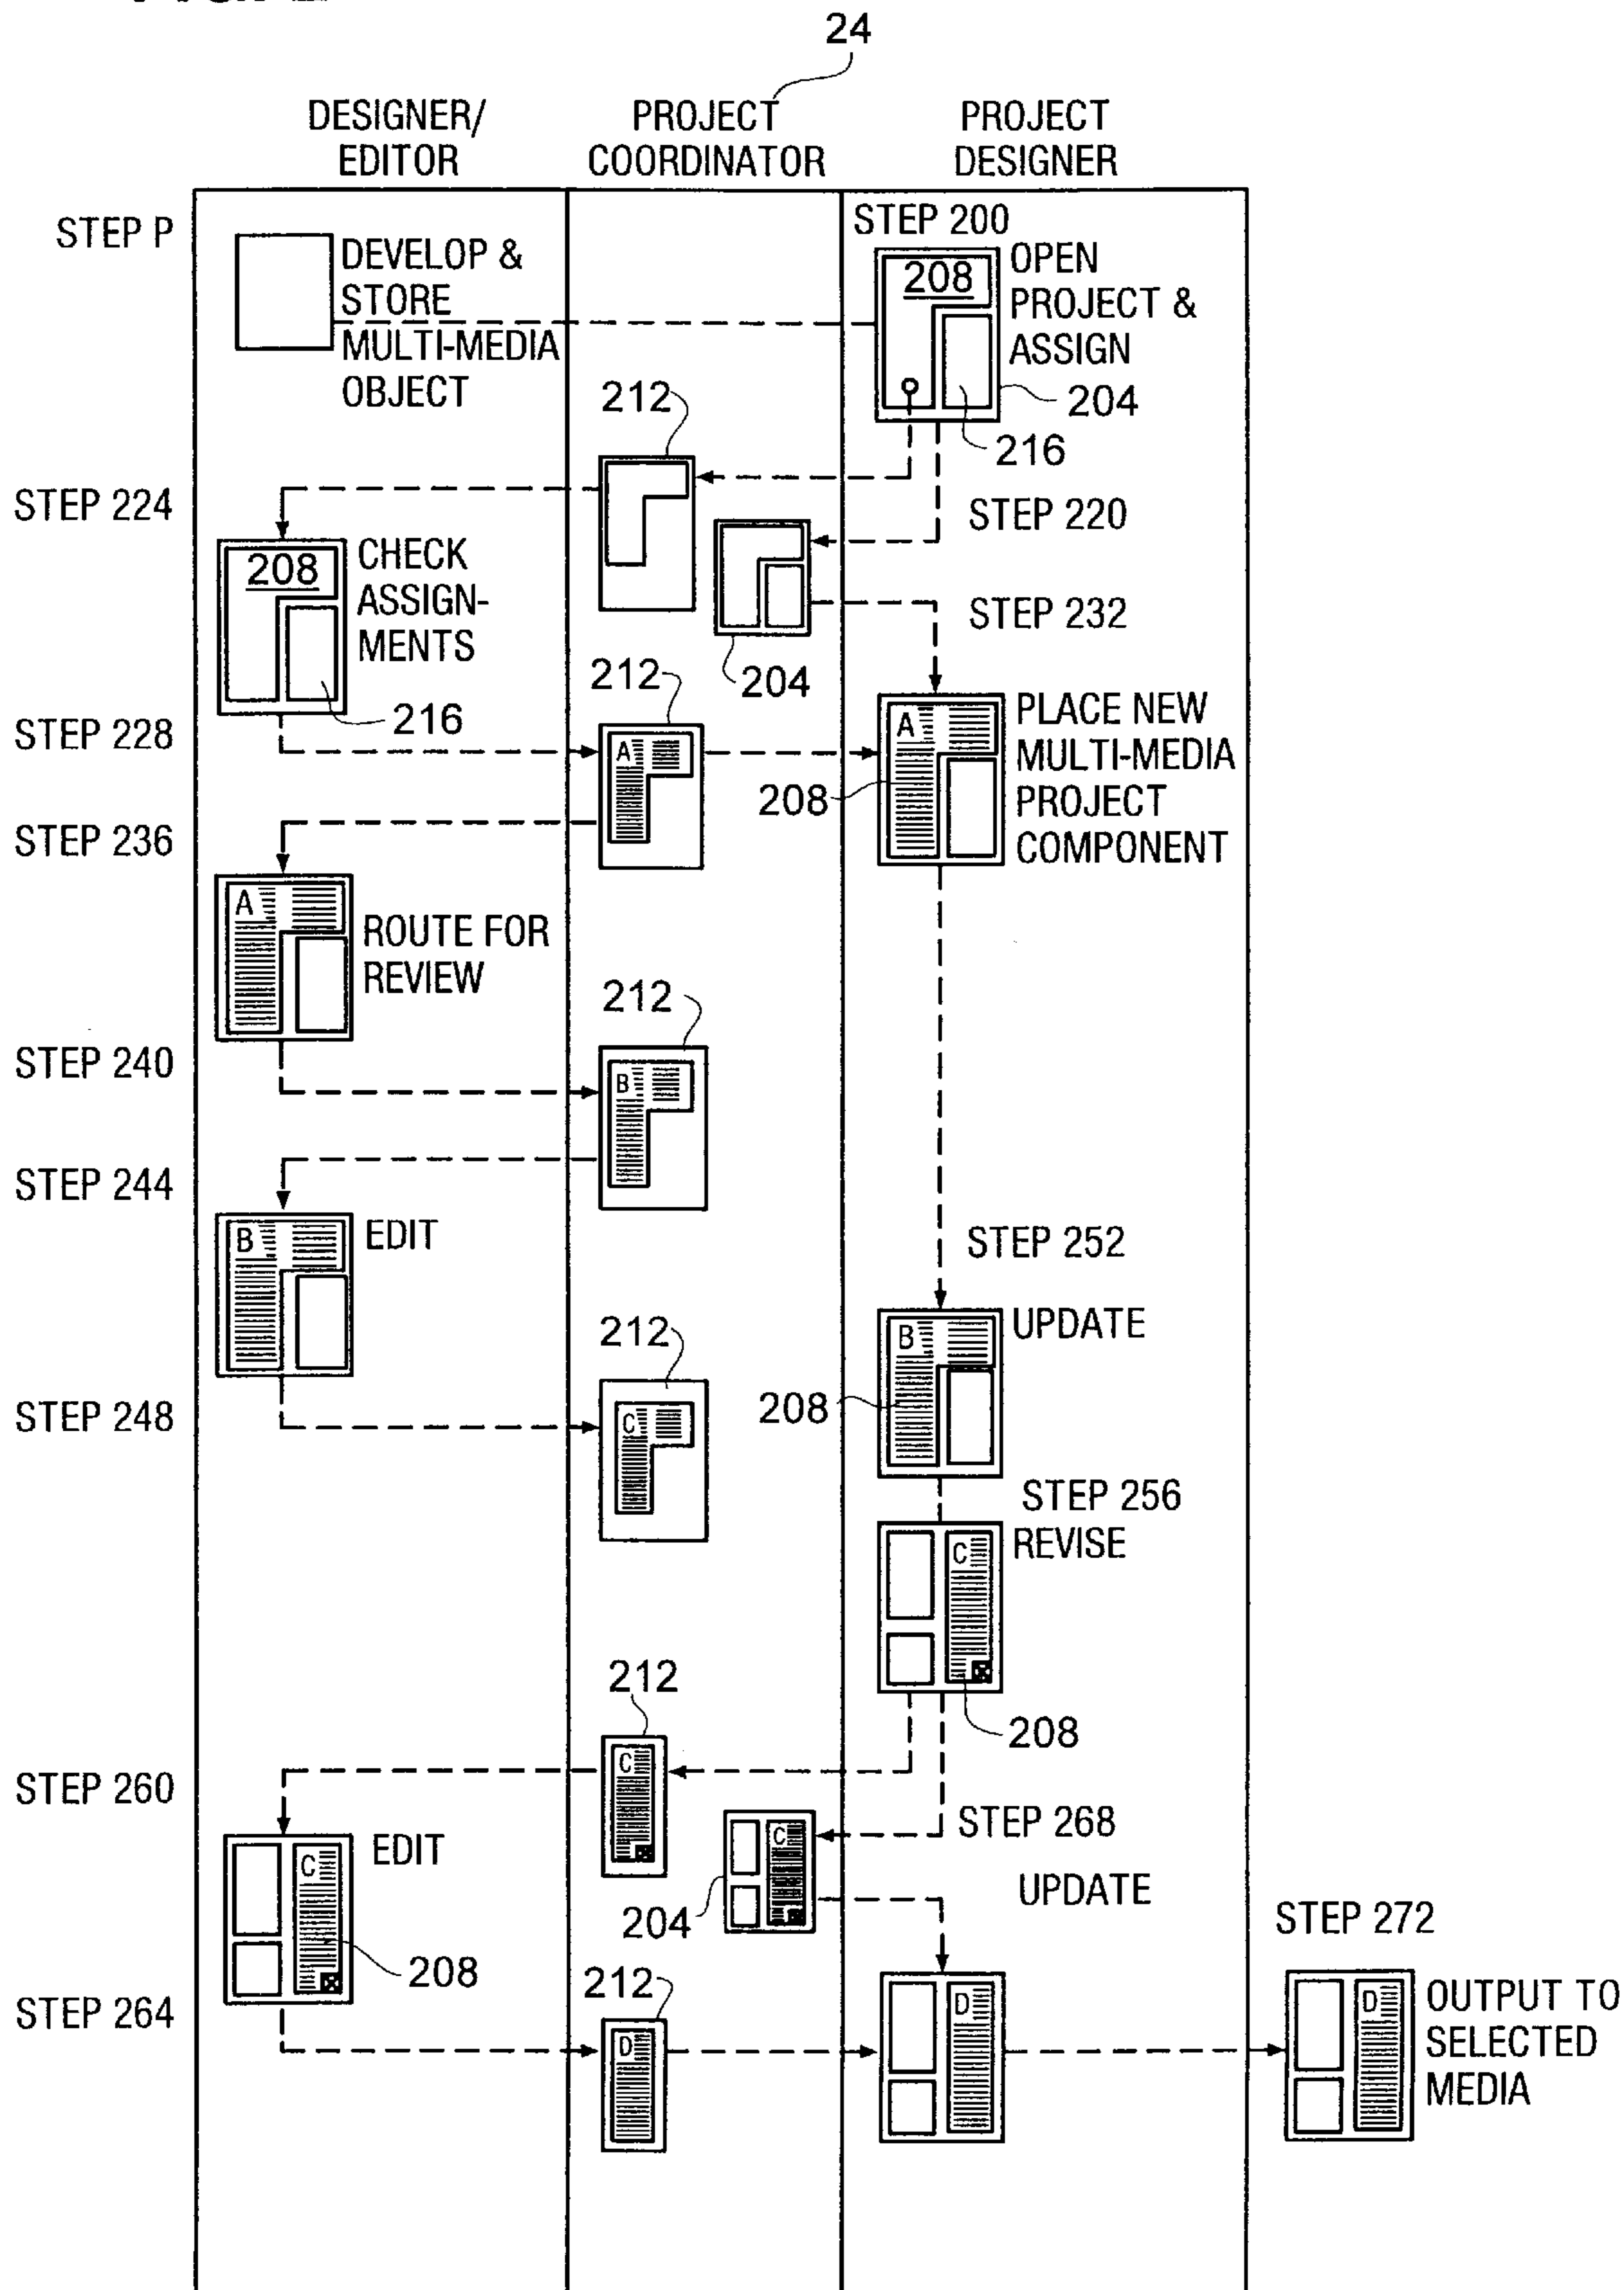 24
DESIGNER/
EDITOR
PROJECT
COORDINATOR
PROJECT
DESIGNER
STEP P
DEVELOP &
STORE
MULTI-MEDIA
OBJECT
STEP 200
208
OPEN
PROJECT &
ASSIGN
204
216
212
STEP 224
STEP 220
208
CHECK
ASSIGN-
MENTS
STEP 232
204
212
216
STEP 228
A
A
208
PLACE NEW
MULTI-MEDIA
PROJECT
COMPONENT
STEP 236
A
ROUTE FOR
REVIEW
212
STEP 240
B
STEP 244
B
EDIT
STEP 252
UPDATE
B
208
212
STEP 248
C
STEP 256
REVISE
C
208
212
C
STEP 260
STEP 268
C
EDIT
C
204
UPDATE
208
STEP 272
212
STEP 264
D
D
D
OUTPUT TO
SELECTED
MEDIA